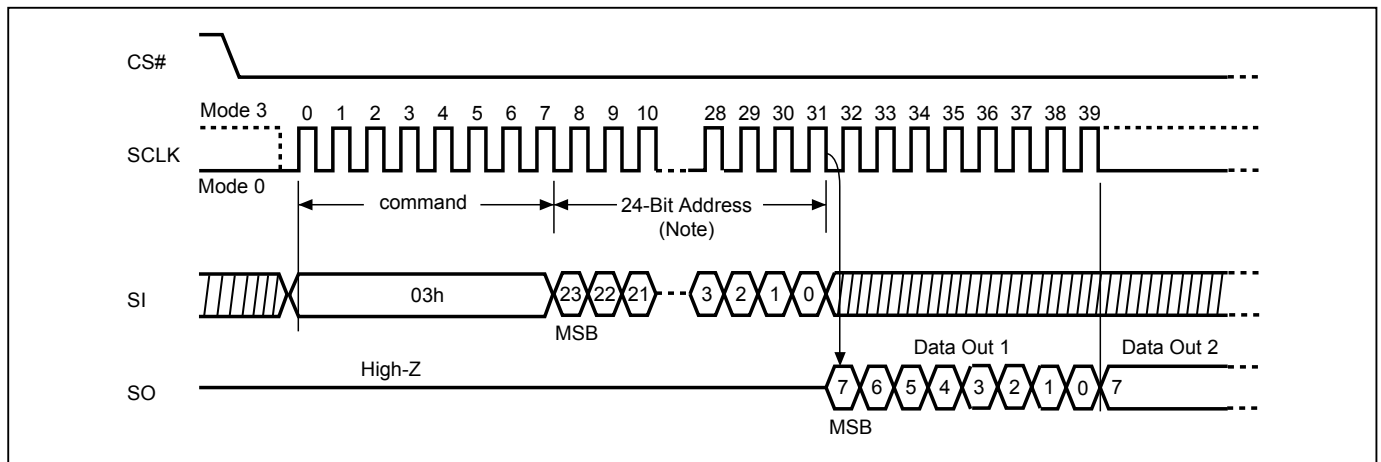 CS#
Mode 3
0 1 2 3 4 5 6 7 8 9 10 28 29 30 31 32 33 34 35 36 37 38 39
SCLK
Mode 0
command
24-Bit Address
(Note)
SI
03h
23 22 21 3 2 1 0
MSB
High-Z
Data Out 1
Data Out 2
SO
7 6 5 4 3 2 1 0 7
MSB